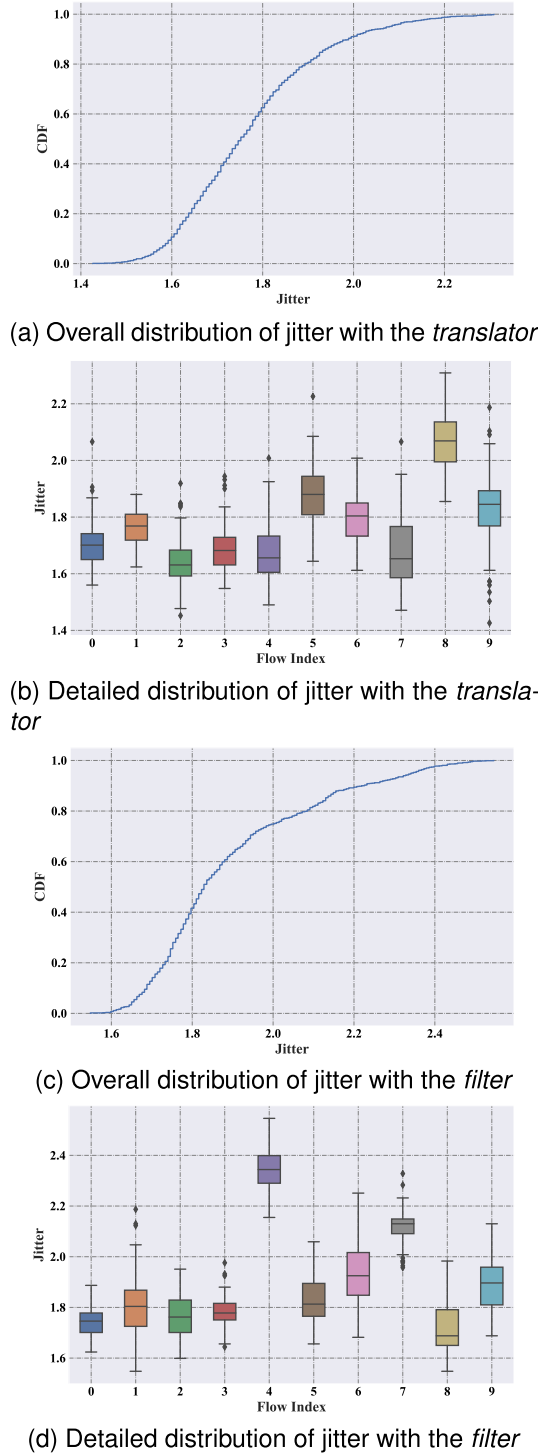 1.0
0.8
0.6
0.4
0.2
0.0
CDF
1.4 1.6 1.8 2.0 2.2
Jitter
(a) Overall distribution of jitter with the translator
2.2
2.0
1.8
1.6
1.4
Jitter
0 1 2 3 4 5 6 7 8 9
Flow Index
(b) Detailed distribution of jitter with the transla-
tor
1.0
0.8
0.6
0.4
0.2
0.0
CDF
1.6 1.8 2.0 2.2 2.4
Jitter
(c) Overall distribution of jitter with the filter
2.4
2.2
2.0
1.8
1.6
Jitter
0 1 2 3 4 5 6 7 8 9
Flow Index
(d) Detailed distribution of jitter with the filter